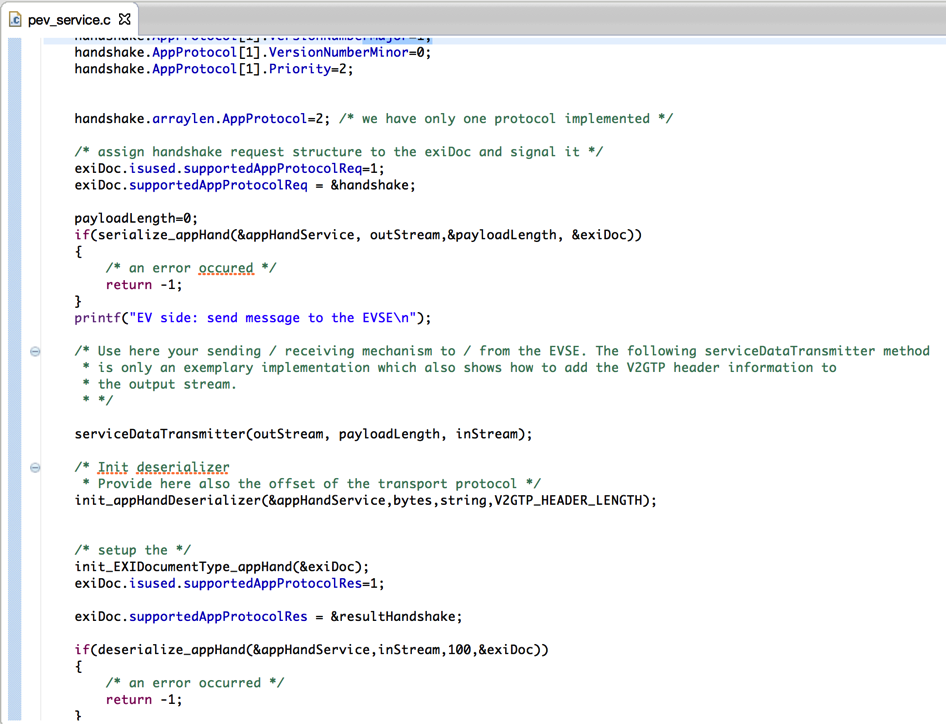 pev_service.c
handshake.AppProtocol[1].VersionNumberMajor=1;
handshake.AppProtocol[1].VersionNumberMinor=0;
handshake.AppProtocol[1].Priority=2;
handshake.arraylen.AppProtocol=2; /* we have only one protocol implemented */
/* assign handshake request structure to the exiDoc and signal it */
exiDoc.isused.supportedAppProtocolReq=1;
exiDoc.supportedAppProtocolReq = &handshake;
payloadLength=0;
if(serialize_appHand(&appHandService, outStream,&payloadLength, &exiDoc))
{
/* an error occured */
return -1;
}
printf("EV side: send message to the EVSE\n");
/* Use here your sending / receiving mechanism to / from the EVSE. The following serviceDataTransmitter method
* is only an exemplary implementation which also shows how to add the V2GTP header information to
* the output stream.
* */
serviceDataTransmitter(outStream, payloadLength, inStream);
/* Init deserializer
* Provide here also the offset of the transport protocol */
init_appHandDeserializer(&appHandService,bytes,string,V2GTP_HEADER_LENGTH);
/* setup the */
init_EXIDocumentType_appHand(&exiDoc);
exiDoc.isused.supportedAppProtocolRes=1;
exiDoc.supportedAppProtocolRes = &resultHandshake;
if(deserialize_appHand(&appHandService,inStream,100,&exiDoc))
{
/* an error occurred */
return -1;
}